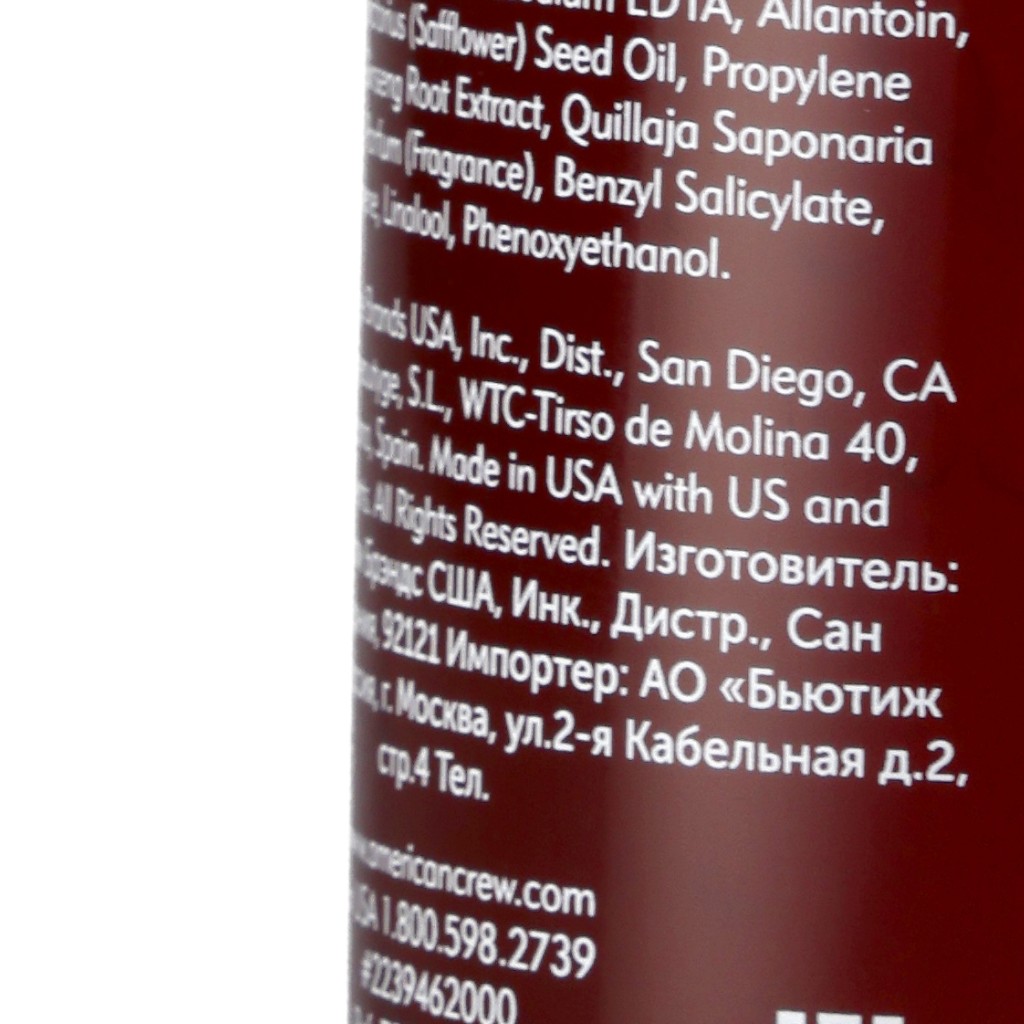 EDTA, Allantoin,
(Safflower) Seed Oil, Propylene
Root Extract, Quillaja Saponaria
(Fragrance), Benzyl Salicylate,
Linalool, Phenoxyethanol.
Brands USA, Inc., Dist., San Diego, CA
S.L., WTC-Tirso de Molina 40,
Spain. Made in USA with US and
All Rights Reserved. Изготовитель:
Брэндс США, Инк., Дистр., Сан
92121 Импортер: АО «Бьютиж
г. Москва, ул.2-я Кабельная д.2,
стр.4 Тел.
www.americancrew.com
USA 1.800.598.2739
#2239462000